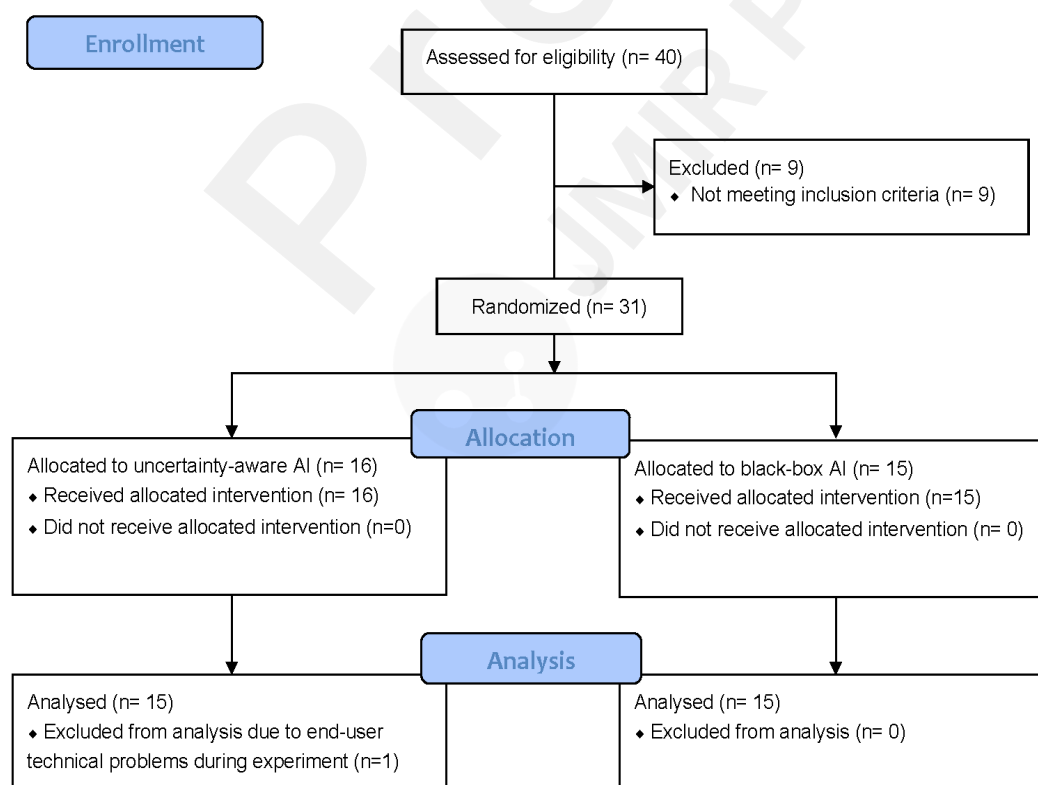 Enrollment
Assessed for eligibility (n= 40)
Excluded (n= 9)
⬥ Not meeting inclusion criteria (n= 9)
Randomized (n= 31)
Allocation
Allocated to uncertainty-aware AI (n= 16)
⬥ Received allocated intervention (n= 16)
⬥ Did not receive allocated intervention (n=0)
Allocated to black-box AI (n= 15)
⬥ Received allocated intervention (n=15)
⬥ Did not receive allocated intervention (n= 0)
Analysis
Analysed (n= 15)
⬥ Excluded from analysis due to end-user
technical problems during experiment (n=1)
Analysed (n= 15)
⬥ Excluded from analysis (n= 0)
JMIR